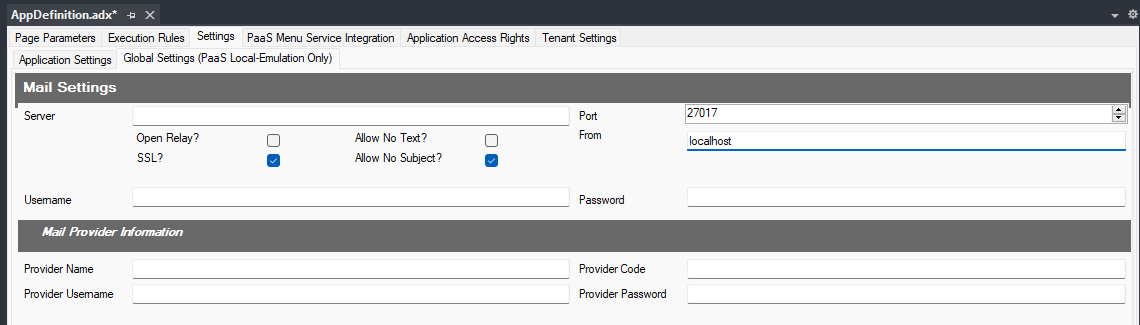 AppDefinition.adx*
Page Parameters Execution Rules Settings PaaS Menu Service Integration Application Access Rights Tenant Settings
Application Settings Global Settings (PaaS Local-Emulation Only)
Mail Settings
Server Port 27017
Open Relay? Allow No Text? From localhost
SSL? Allow No Subject?
Username Password
Mail Provider Information
Provider Name Provider Code
Provider Username Provider Password